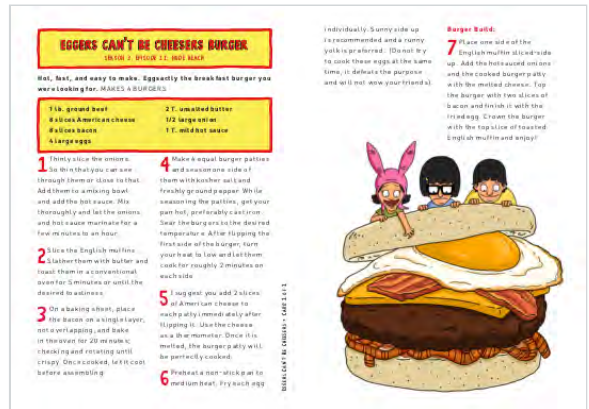 EGGERS CAN'T BE CHEESERS BURGER
SEASON 2, EPISODE 22, PAGE BLACK
Hot, fast, and easy to make. Eggsactly the breakfast burger you
were looking for. MAKES 4 BURGERS
1 lb. ground beef
8 slices American cheese
8 slices bacon
4 large eggs
2 T. unsalted butter
1/2 large onion
1 T. mild hot sauce
1 Thinly slice the onions.
So thin that you can see
through them or close to that.
Add them to a mixing bowl
and add the hot sauce. Mix
thoroughly and let the onions
and hot sauce marinate for a
few minutes to an hour.
2 Slice the English muffins.
Slather them with butter and
toast them in a conventional
oven for 5 minutes or until the
desired toastiness.
3 On a baking sheet, place
the bacon on a single layer,
not overlapping, and bake
in the oven for 20 minutes;
checking and rotating until
crispy. Once cooked, let it cool
before assembling.
4 Make 4 equal burger patties
and season one side of
them with kosher salt and
freshly ground pepper. While
seasoning the patties, get your
pan hot, preferably cast iron.
Sear the burgers to the desired
temperature. After flipping the
first side of the burger, turn
your heat to low and let them
cook for roughly 2 minutes on
each side.
5 I suggest you add 2 slices
of American cheese to
each patty immediately after
flipping it. Use the cheese
as a thermometer. Once it is
melted, the burger patty will
be perfectly cooked.
6 Preheat a non-stick pan to
medium heat. Fry each egg
EGGERS CAN'T BE CHEESERS - CARD 2 of 2
individually. Sunny side up
is recommended and a runny
yolk is preferred. (Do not try
to cook these eggs at the same
time, it defeats the purpose
and will not wow your friends).
Burger Build:
7 Place one side of the
English muffin sliced-side
up. Add the hot sauced onions
and the cooked burger patty
with the melted cheese. Top
the burger with two slices of
bacon and finish it with the
fried egg. Crown the burger
with the top slice of toasted
English muffin and enjoy!